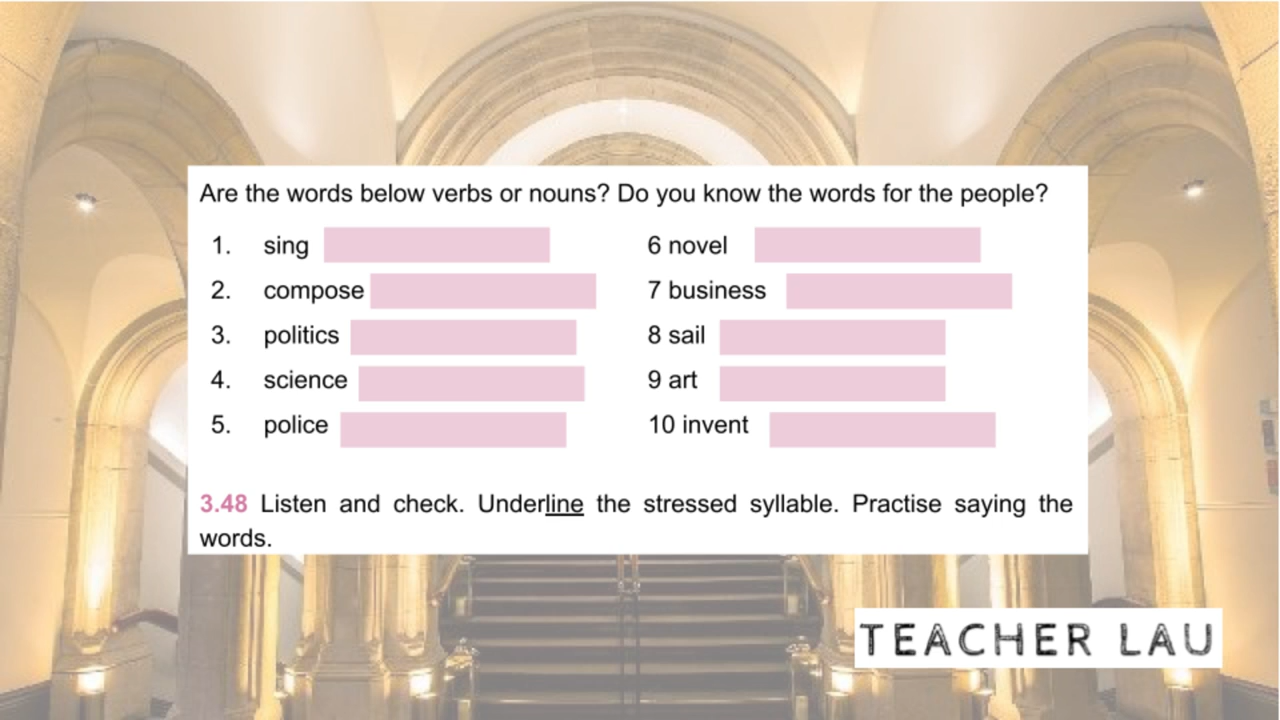 Are the words below verbs or nouns? Do you know the words for the people?
1. sing
2. compose
3. politics
4. science
5. police
6 novel
7 business
8 sail
9 art
10 invent
3.48 Listen and check. Underline the stressed syllable. Practise saying the
words.
TEACHER LAU